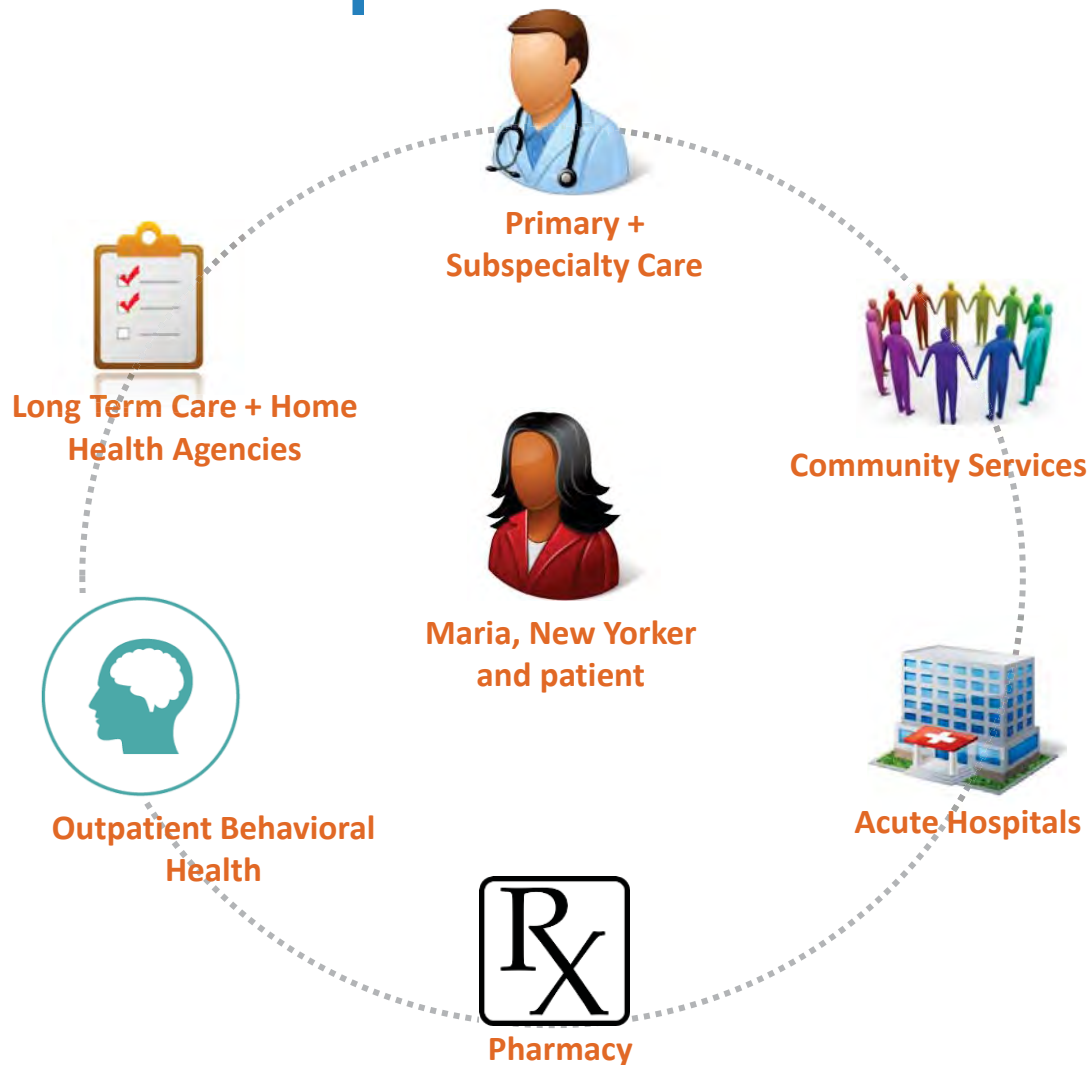 Primary +
Subspecialty Care
Long Term Care + Home
Health Agencies
Community Services
Maria, New Yorker
and patient
Outpatient Behavioral
Health
Acute Hospitals
RX
Pharmacy